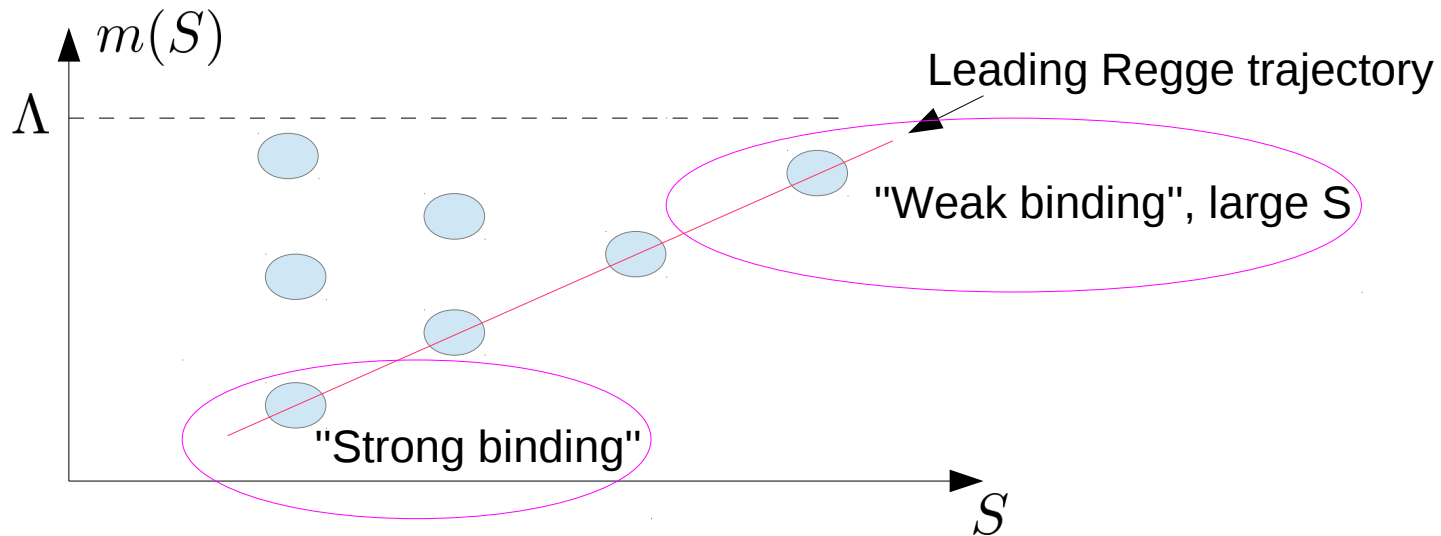 m(S)
Leading Regge trajectory
Λ
"Weak binding", large S
"Strong binding"
S